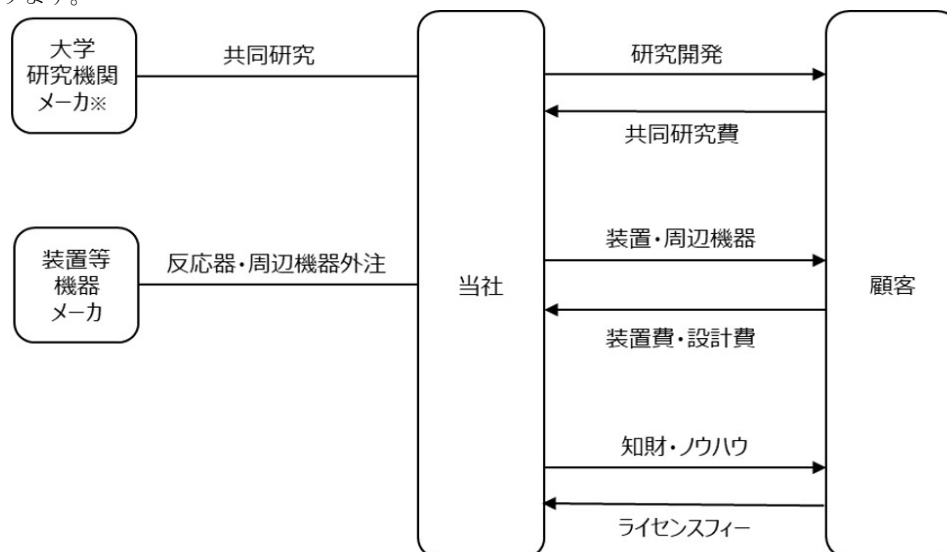 ります。
大学
研究機関
メーカ※
共同研究
研究開発
共同研究費
装置等
機器
メーカ
反応器・周辺機器外注
当社
装置・周辺機器
装置費・設計費
顧客
知財・ノウハウ
ライセンスフィー